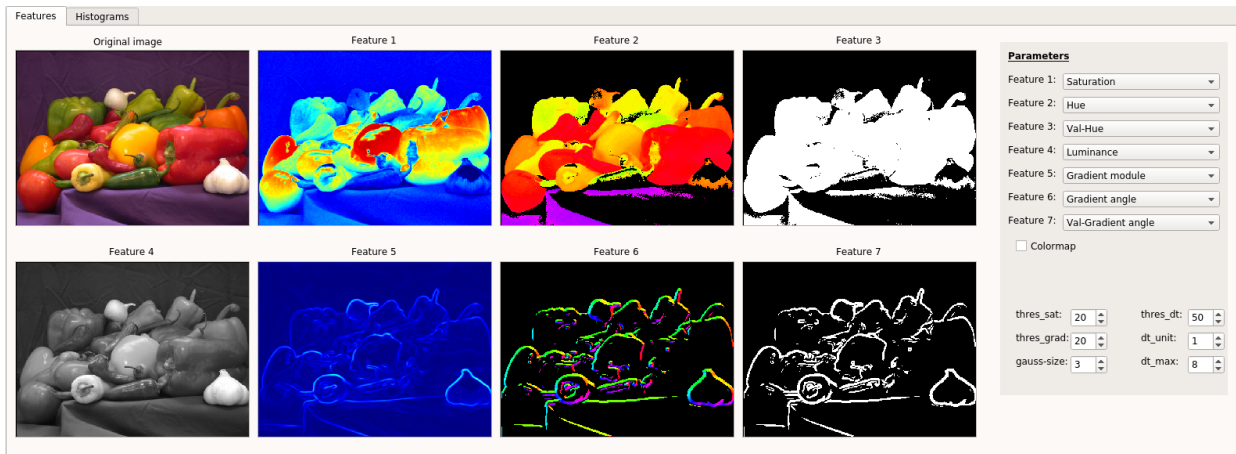 Features Histograms
Original image Feature 1 Feature 2 Feature 3
Feature 4 Feature 5 Feature 6 Feature 7
Parameters
Feature 1: Saturation
Feature 2: Hue
Feature 3: Val-Hue
Feature 4: Luminance
Feature 5: Gradient module
Feature 6: Gradient angle
Feature 7: Val-Gradient angle
Colormap
thres_sat: 20 thres_dt: 50
thres_grad: 20 dt_unit: 1
gauss-size: 3 dt_max: 8